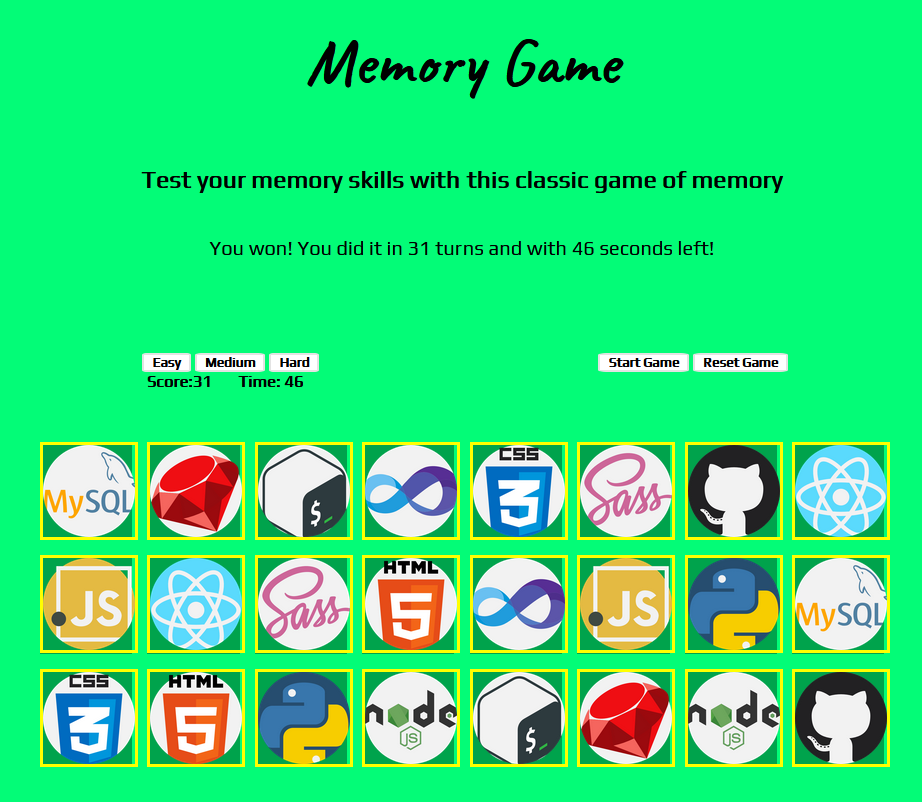 Memory Game
Test your memory skills with this classic game of memory
You won! You did it in 31 turns and with 46 seconds left!
Easy Medium Hard Start Game Reset Game
Score:31 Time: 46
MySQL $ CSS 3 Sass
JS Sass HTML 5 JS MySQL
CSS 3 HTML 5 node JS $ node JS